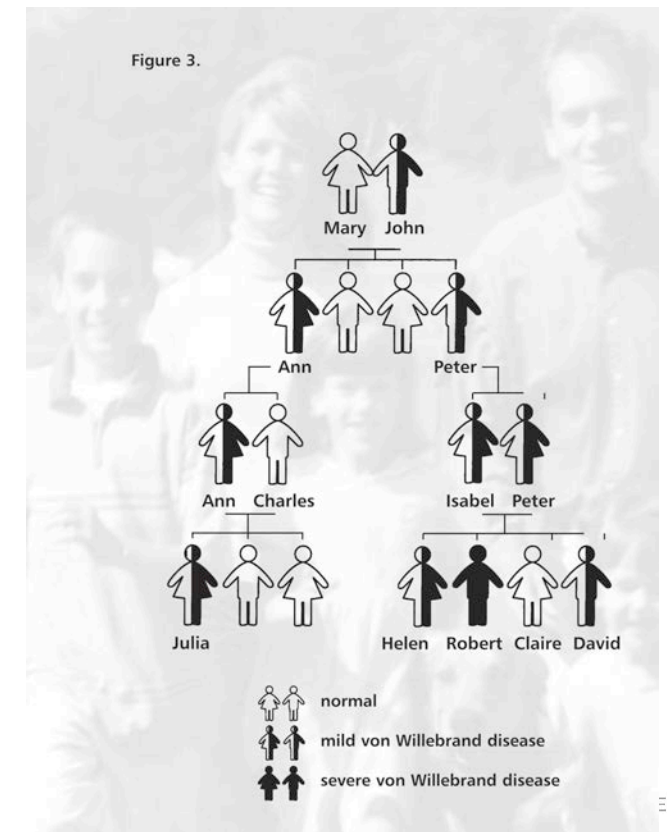 Figure 3.
Mary John
Ann Peter
Ann Charles Isabel Peter
Julia Helen Robert Claire David
normal
mild von Willebrand disease
severe von Willebrand disease